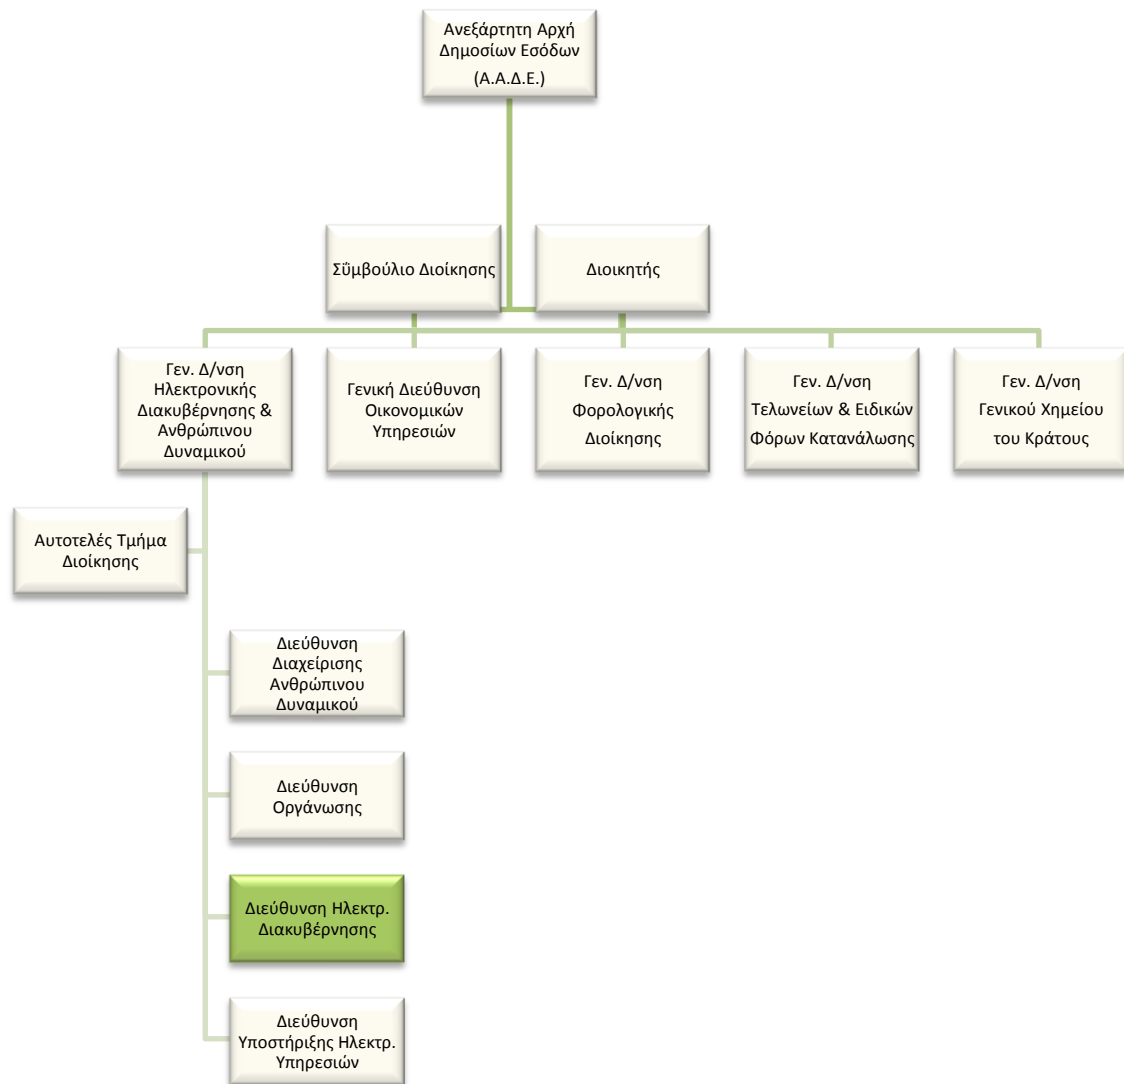 Ανεξάρτητη Αρχή
Δημοσίων Εσόδων
(Α.Α.Δ.Ε.)
Σΰμβούλιο Διοίκησης
Διοικητής
Γεν. Δ/νση
Ηλεκτρονικής
Διακυβέρνησης &
Ανθρώπινου
Δυναμικού
Γενική Διεύθυνση
Οικονομικών
Υπηρεσιών
Γεν. Δ/νση
Φορολογικής
Διοίκησης
Γεν. Δ/νση
Τελωνείων & Ειδικών
Φόρων Κατανάλωσης
Γεν. Δ/νση
Γενικού Χημείου
του Κράτους
Αυτοτελές Τμήμα
Διοίκησης
Διεύθυνση
Διαχείρισης
Ανθρώπινου
Δυναμικού
Διεύθυνση
Οργάνωσης
Διεύθυνση Ηλεκτρ.
Διακυβέρνησης
Διεύθυνση
Υποστήριξης Ηλεκτρ.
Υπηρεσιών